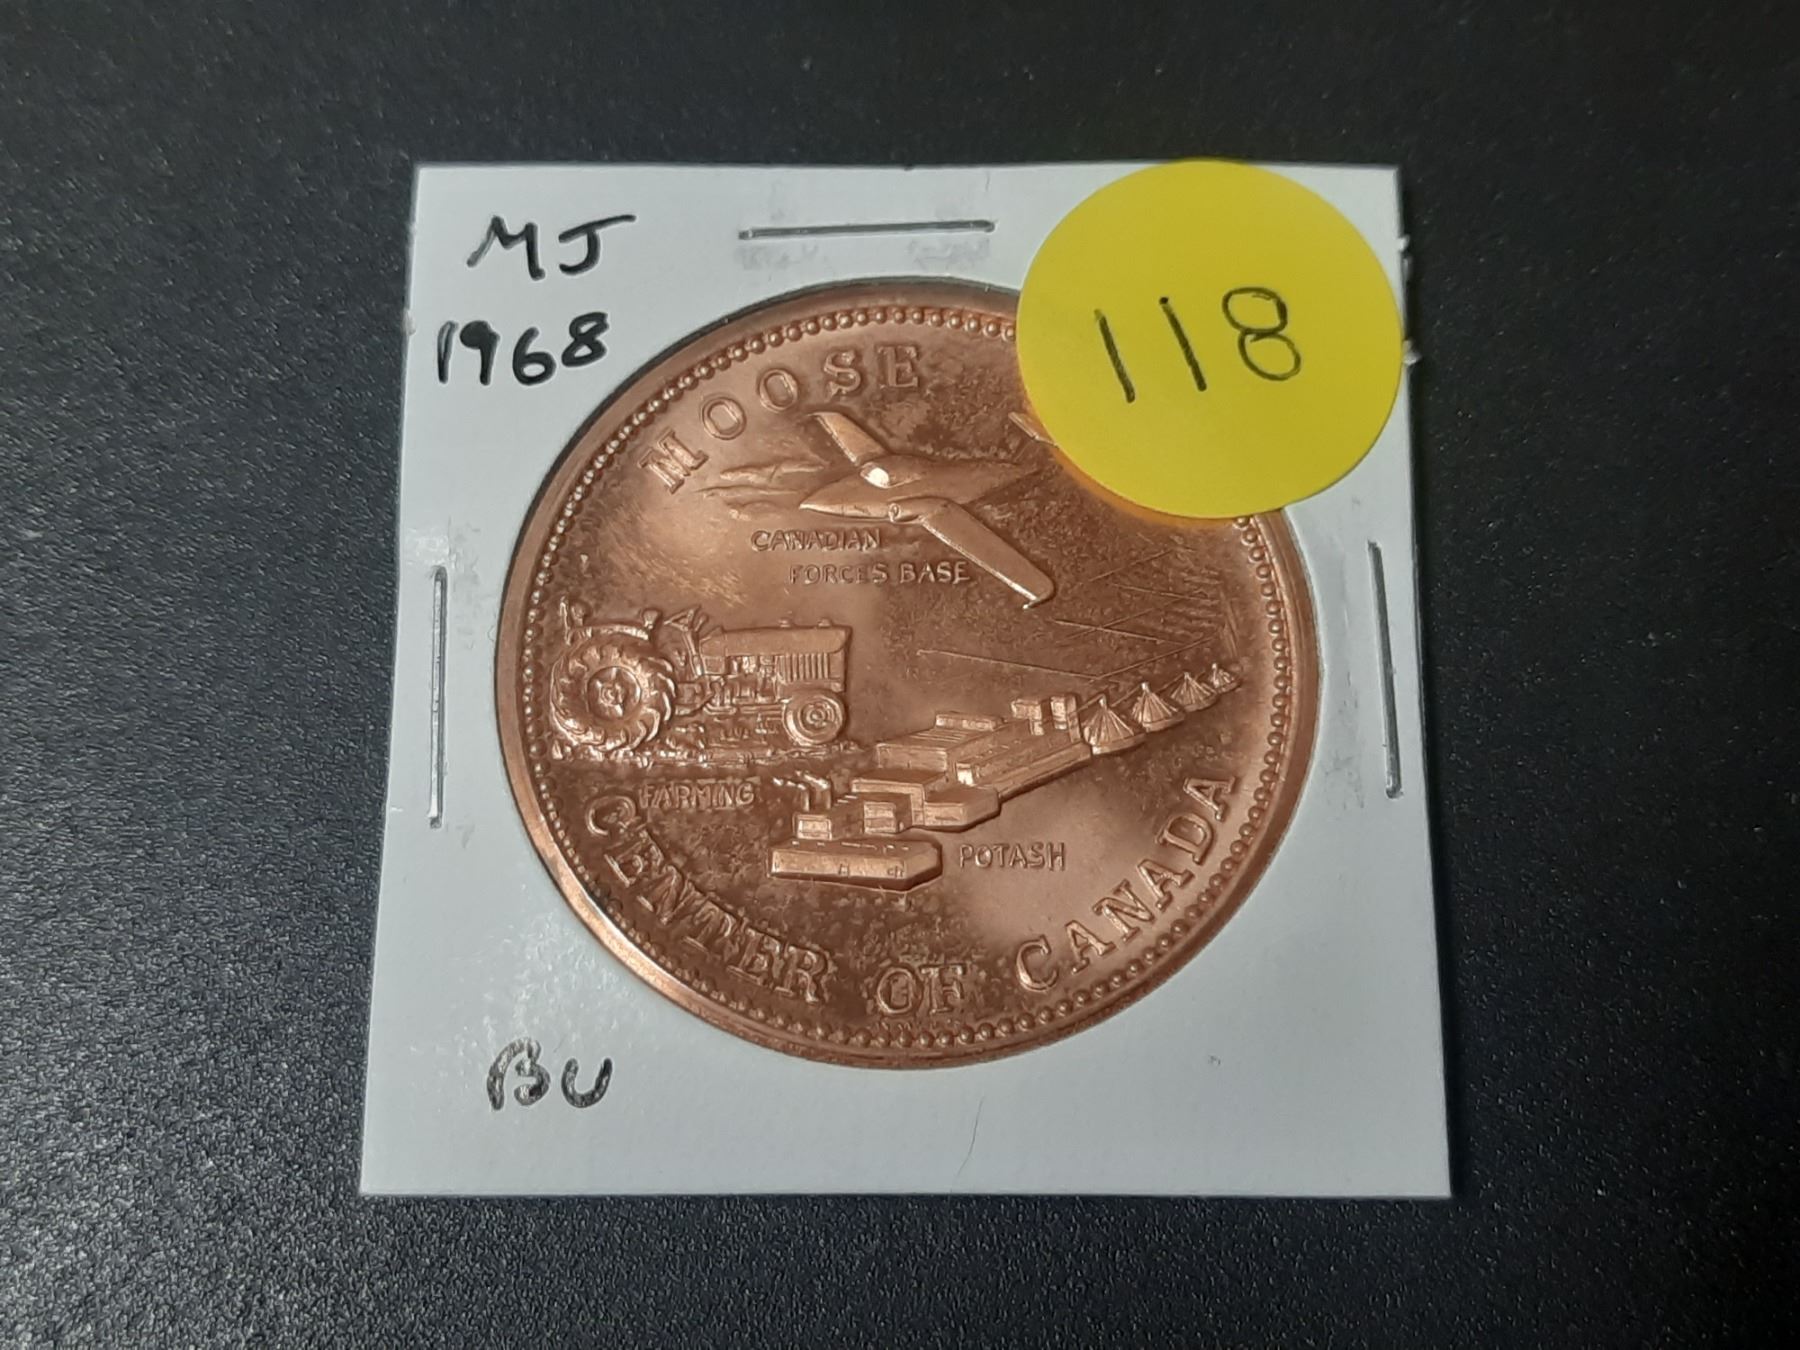 MJ
1968
118
MOOSE
CANADIAN
FORCES BASE
FARMING
POTASH
CENTER OF CANADA
BU